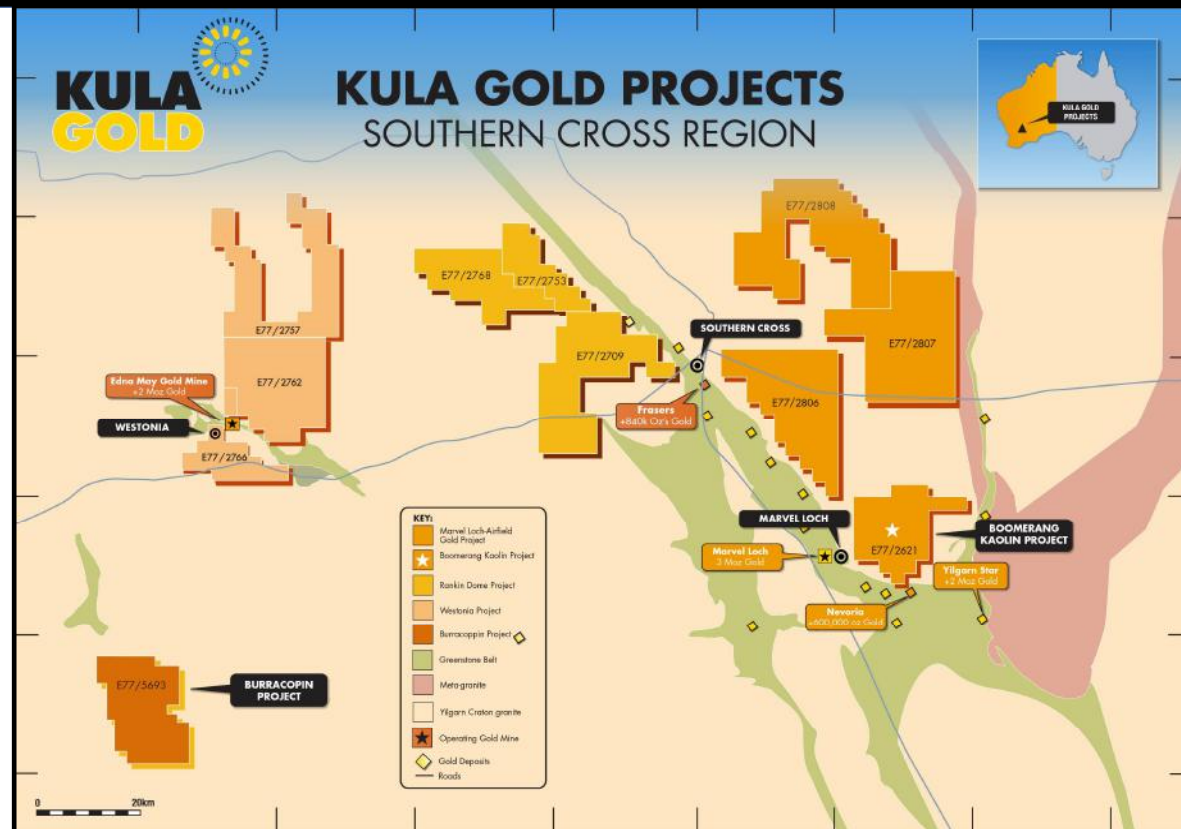 KULA
GOLD
KULA GOLD PROJECTS
SOUTHERN CROSS REGION
KULA GOLD
PROJECTS
E77/2808
E77/2768
E77/2753
E77/2757
SOUTHERN CROSS
E77/2709
E77/2807
E77/2762
Edna May Gold Mine
+2 Moz Gold
E77/2806
Frasers
+840k Oz's Gold
WESTONIA
E77/2766
MARVEL LOCH
BOOMERANG
KAOLIN PROJECT
E77/2621
Marvel Loch
3 Moz Gold
Yilgarn Star
+2 Moz Gold
Nevoria
+600,000 oz Gold
E77/5693
BURRACOPIN
PROJECT
KEY:
Marvel Loch-Airfield
Gold Project
Boomerang Kaolin Project
Rankin Dome Project
Westonia Project
Burracoppin Project
Greenstone Belt
Meta-granite
Yilgarn Craton granite
Operating Gold Mine
Gold Deposits
Roads
0 20km